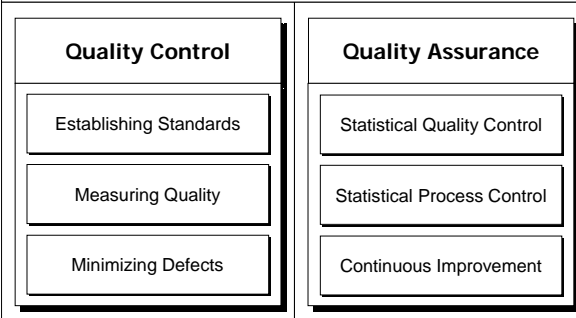 Quality Control
Establishing Standards
Measuring Quality
Minimizing Defects
Quality Assurance
Statistical Quality Control
Statistical Process Control
Continuous Improvement